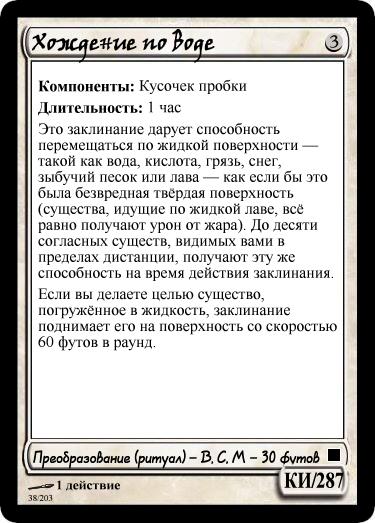 Хождение по воде
3
Компоненты: Кусочек пробки
Длительность: 1 час
Это заклинание дарует способность
перемещаться по жидкой поверхности —
такой как вода, кислота, грязь, снег,
зыбучий песок или лава — как если бы это
была безвредная твёрдая поверхность
(существа, идущие по жидкой лаве, всё
равно получают урон от жара). До десяти
согласных существ, видимых вами в
пределах дистанции, получают эту же
способность на время действия заклинания.
Если вы делаете целью существо,
погружённое в жидкость, заклинание
поднимает его на поверхность со скоростью
60 футов в раунд.
Преобразование (ритуал) – В, С, М – 30 футов
КИ/287
1 действие
38/203